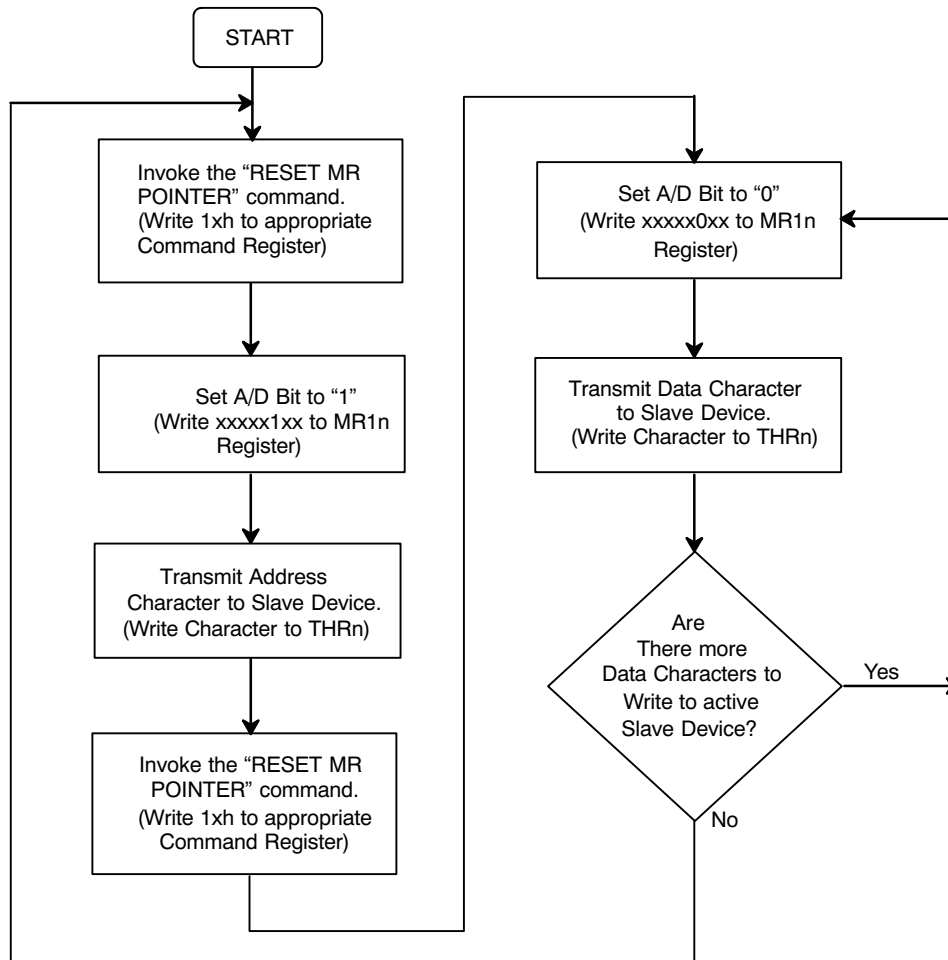 START
Invoke the “RESET MR
POINTER” command.
(Write 1xh to appropriate
Command Register)
Set A/D Bit to “1”
(Write xxxxx1xx to MR1n
Register)
Transmit Address
Character to Slave Device.
(Write Character to THRn)
Invoke the “RESET MR
POINTER” command.
(Write 1xh to appropriate
Command Register)
Set A/D Bit to “0”
(Write xxxxx0xx to MR1n
Register)
Transmit Data Character
to Slave Device.
(Write Character to THRn)
Are
There more
Data Characters to
Write to active
Slave Device?
Yes
No